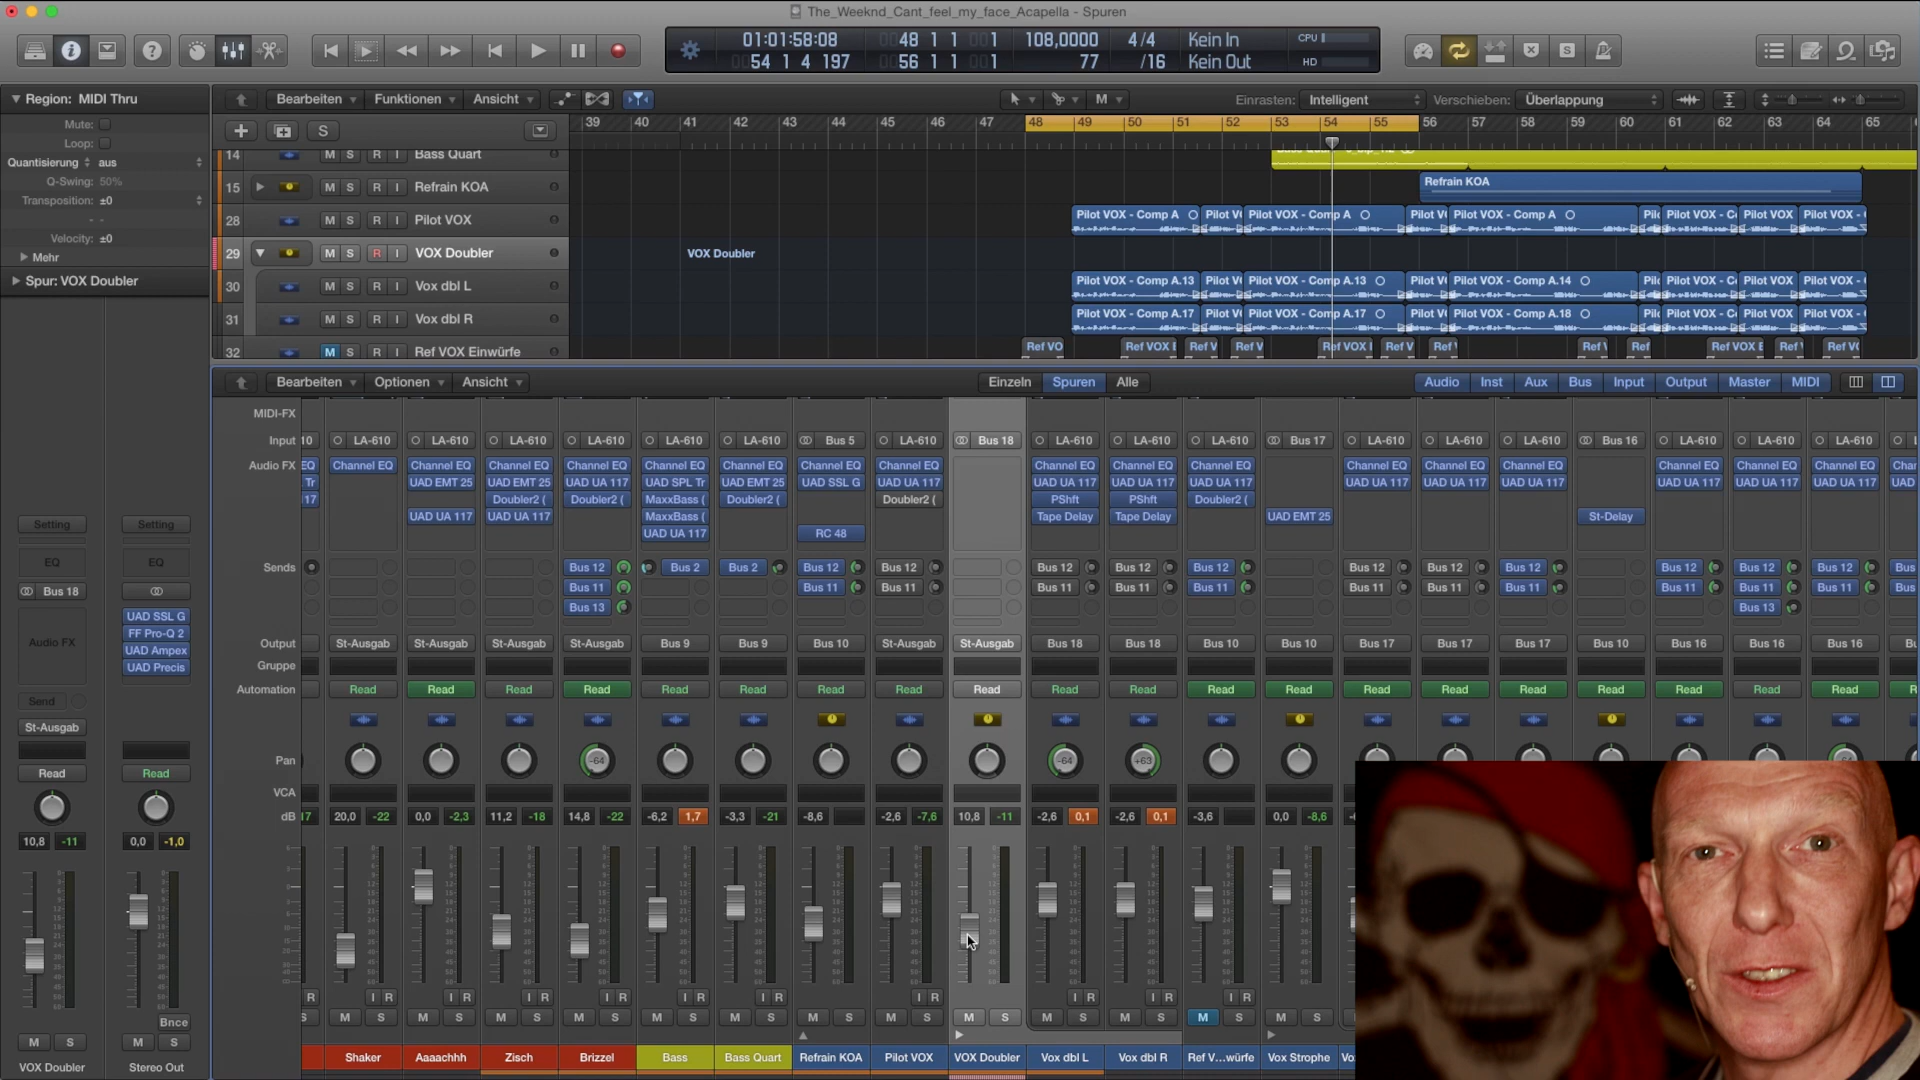 The_Weeknd_Cant_feel_my_face_Acapella - Spuren
01:01:58:08 0048 1 1 001 108,0000 4/4 Kein In CPU
0054 1 4 197 0056 1 1 001 77 /16 Kein Out HD
Region: MIDI Thru
Mute:
Loop:
Quantisierung aus
Q-Swing: 50%
Transposition: ±0
Velocity: ±0
Mehr
Spur: VOX Doubler
Bearbeiten Funktionen Ansicht M Einrasten: Intelligent Verschieben: Überlappung
S 39 40 41 42 43 44 45 46 47 48 49 50 51 52 53 54 55 56 57 58 59 60 61 62 63 64 65
14 M S R I Bass Quart
15 M S R I Refrain KOA Refrain KOA
28 M S R I Pilot VOX Pilot VOX - Comp A Pilot V Pilot VOX - Comp A Pilot V Pilot VOX - Comp A Pilot VOX - Pilot VOX Pilot VOX -
29 M S R I VOX Doubler VOX Doubler
30 M S R I Vox dbl L Pilot VOX - Comp A.13 Pilot V Pilot VOX - Comp A.13 Pilot V Pilot VOX - Comp A.14 Pilot VOX - Pilot VOX Pilot VOX -
31 M S R I Vox dbl R Pilot VOX - Comp A.17 Pilot V Pilot VOX - Comp A.17 Pilot V Pilot VOX - Comp A.18 Pilot VOX - Pilot VOX Pilot VOX -
32 M S R I Ref VOX Einwürfe Ref VO Ref VOX Ref V Ref V Ref VOX Ref V Ref Ref Ref Ref VOX Ref Ref V
Bearbeiten Optionen Ansicht Einzeln Spuren Alle Audio Inst Aux Bus Input Output Master MIDI
MIDI-FX
Input 10 LA-610 LA-610 LA-610 LA-610 LA-610 LA-610 Bus 5 LA-610 Bus 18 LA-610 LA-610 LA-610 Bus 17 LA-610 LA-610 LA-610 Bus 16 LA-610 LA-610 LA-610
Audio FX EQ Channel EQ Channel EQ Channel EQ Channel EQ Channel EQ Channel EQ Channel EQ Channel EQ Channel EQ Channel EQ Channel EQ Channel EQ Channel EQ Channel EQ Channel EQ Channel EQ Channel EQ
Tr UAD EMT 25 UAD EMT 25 UAD UA 117 UAD SPL Tr UAD EMT 25 UAD SSL G UAD UA 117 UAD UA 117 UAD UA 117 UAD UA 117 UAD UA 117 UAD UA 117 UAD UA 117 UAD UA 117 UAD UA 117 UAD UA 117
17 Doubler2 ( Doubler2 ( MaxxBass ( Doubler2 ( Doubler2 ( PShft PShft Doubler2 (
UAD UA 117 UAD UA 117 MaxxBass ( Tape Delay Tape Delay UAD EMT 25 St-Delay
UAD UA 117 RC 48
Sends Bus 12 Bus 2 Bus 2 Bus 12 Bus 12 Bus 12 Bus 12 Bus 12 Bus 12 Bus 12 Bus 12 Bus 12 Bus 12 Bus 12 Bus
Bus 11 Bus 11 Bus 11 Bus 11 Bus 11 Bus 11 Bus 11 Bus 11 Bus 11 Bus 11 Bus 11 Bus 11 Bus
Bus 13 Bus 13
Output St-Ausgab St-Ausgab St-Ausgab St-Ausgab Bus 9 Bus 9 Bus 10 St-Ausgab St-Ausgab Bus 18 Bus 18 Bus 10 Bus 10 Bus 17 Bus 17 Bus 17 Bus 10 Bus 16 Bus 16 Bus 16
Gruppe
Automation Read Read Read Read Read Read Read Read Read Read Read Read Read Read Read Read Read Read Read Read
Pan -64 -64 +63
VCA
dB 17 20,0 -22 0,0 -2,3 11,2 -18 14,8 -22 -6,2 1,7 -3,3 -21 -8,6 -2,6 -7,6 10,8 -11 -2,6 0,1 -2,6 0,1 -3,6 0,0 -8,6
R I R I R I R I R I R I R I R I R I R I R
S M S M S M S M S M S M S M S M S M S M S M S M S M S M
Shaker Aaaachhh Zisch Brizzel Bass Bass Quart Refrain KOA Pilot VOX VOX Doubler Vox dbl L Vox dbl R Ref V...würfe Vox Strophe Vo
Setting Setting
EQ EQ
Bus 18
Audio FX UAD SSL G
FF Pro-Q 2
UAD Ampex
UAD Precis
Send
St-Ausgab
Read Read
10,8 -11 0,0 -1,0
Bnce
M S M S
VOX Doubler Stereo Out